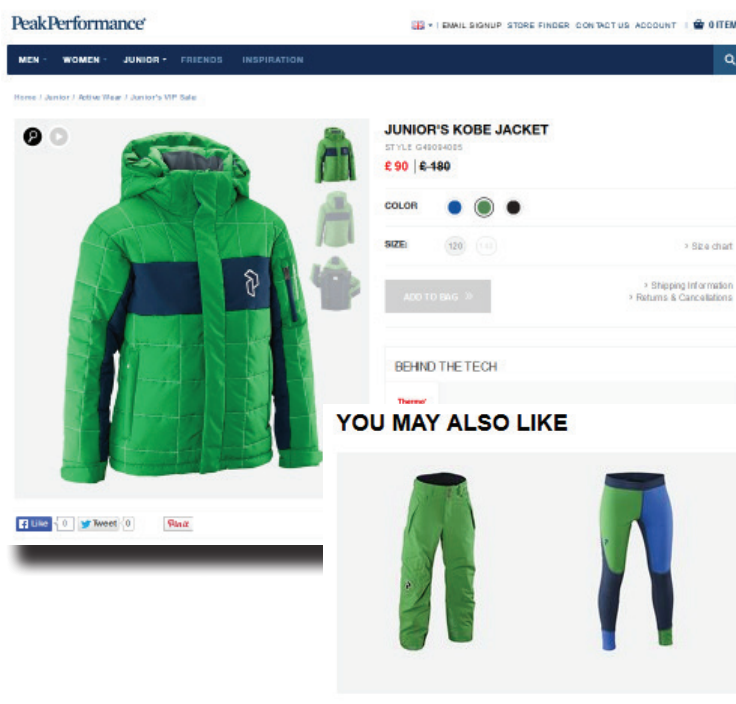 PeakPerformance
EMAIL SIGNUP STORE FINDER CONTACT US ACCOUNT 0 ITEM
MEN WOMEN JUNIOR FRIENDS INSPIRATION
Home / Junior / Active Wear / Junior's VIP Sale
JUNIOR'S KOBE JACKET
STYLE
£ 90 | £ 180
COLOR
SIZE: 120
> Size chart
ADD TO BAG »
> Shipping Information
> Returns & Cancellations
BEHIND THE TECH
Thermo
YOU MAY ALSO LIKE
Like 0 Tweet 0 Pin it